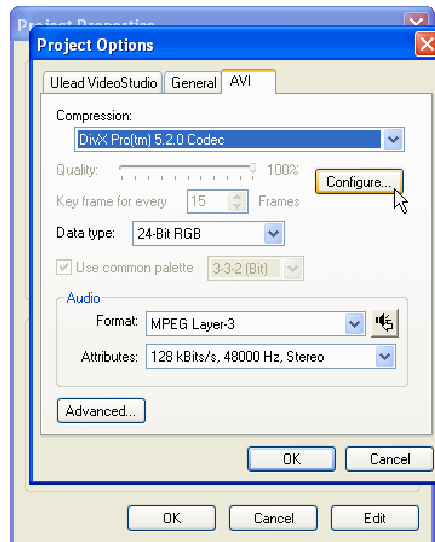 Project Properties
Project Options
Ulead VideoStudio General AVI
Compression:
DivX Pro(tm) 5.2.0 Codec
Quality: 100%
Configure...
Key frame for every 15 Frames
Data type: 24-Bit RGB
Use common palette 3-3-2 (Bit)
Audio
Format: MPEG Layer-3
Attributes: 128 kBits/s, 48000 Hz, Stereo
Advanced...
OK Cancel
OK Cancel Edit